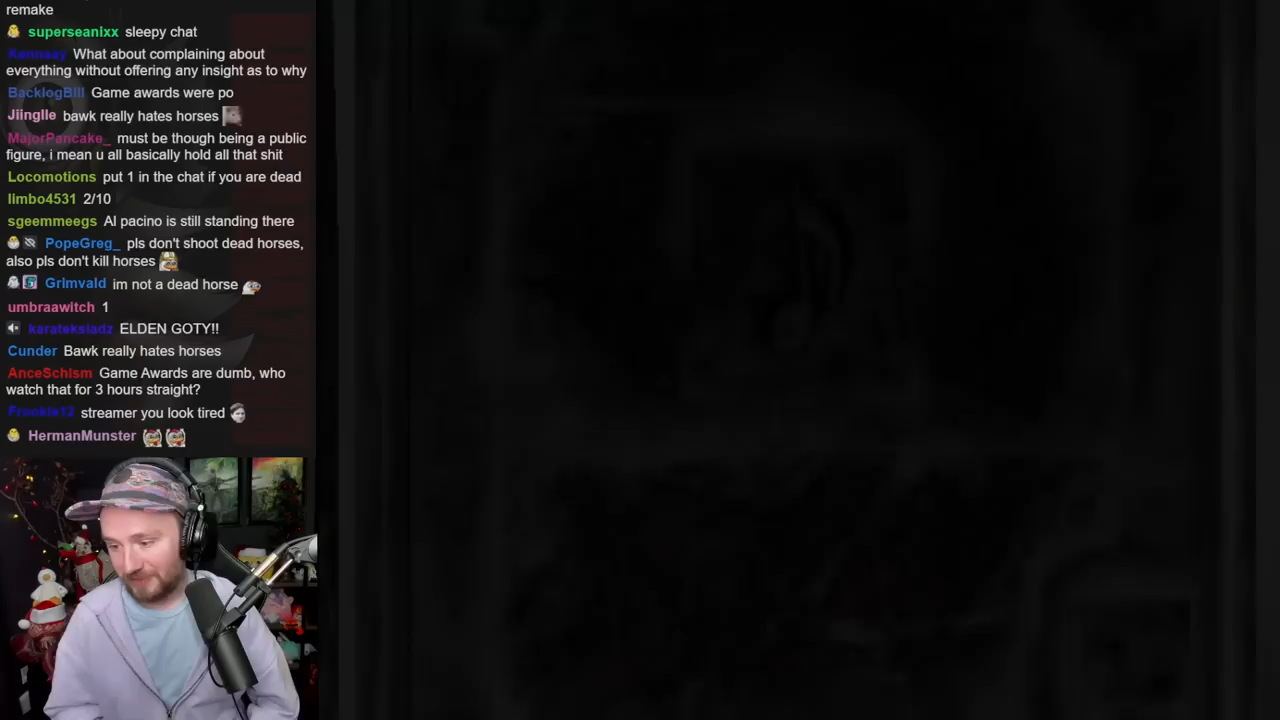 remake
superseanixx sleepy chat
Kennsay What about complaining about
everything without offering any insight as to why
BacklogBill Game awards were po
Jiinglle bawk really hates horses
MajorPancake_ must be though being a public
figure, i mean u all basically hold all that shit
Locomotions put 1 in the chat if you are dead
limbo4531 2/10
sgeemmeegs Al pacino is still standing there
PopeGreg_ pls don't shoot dead horses,
also pls don't kill horses
Grimvald im not a dead horse
umbraawitch 1
karateksiadz ELDEN GOTY!!
Cunder Bawk really hates horses
AnceSchism Game Awards are dumb, who
watch that for 3 hours straight?
streamer you look tired
HermanMunster